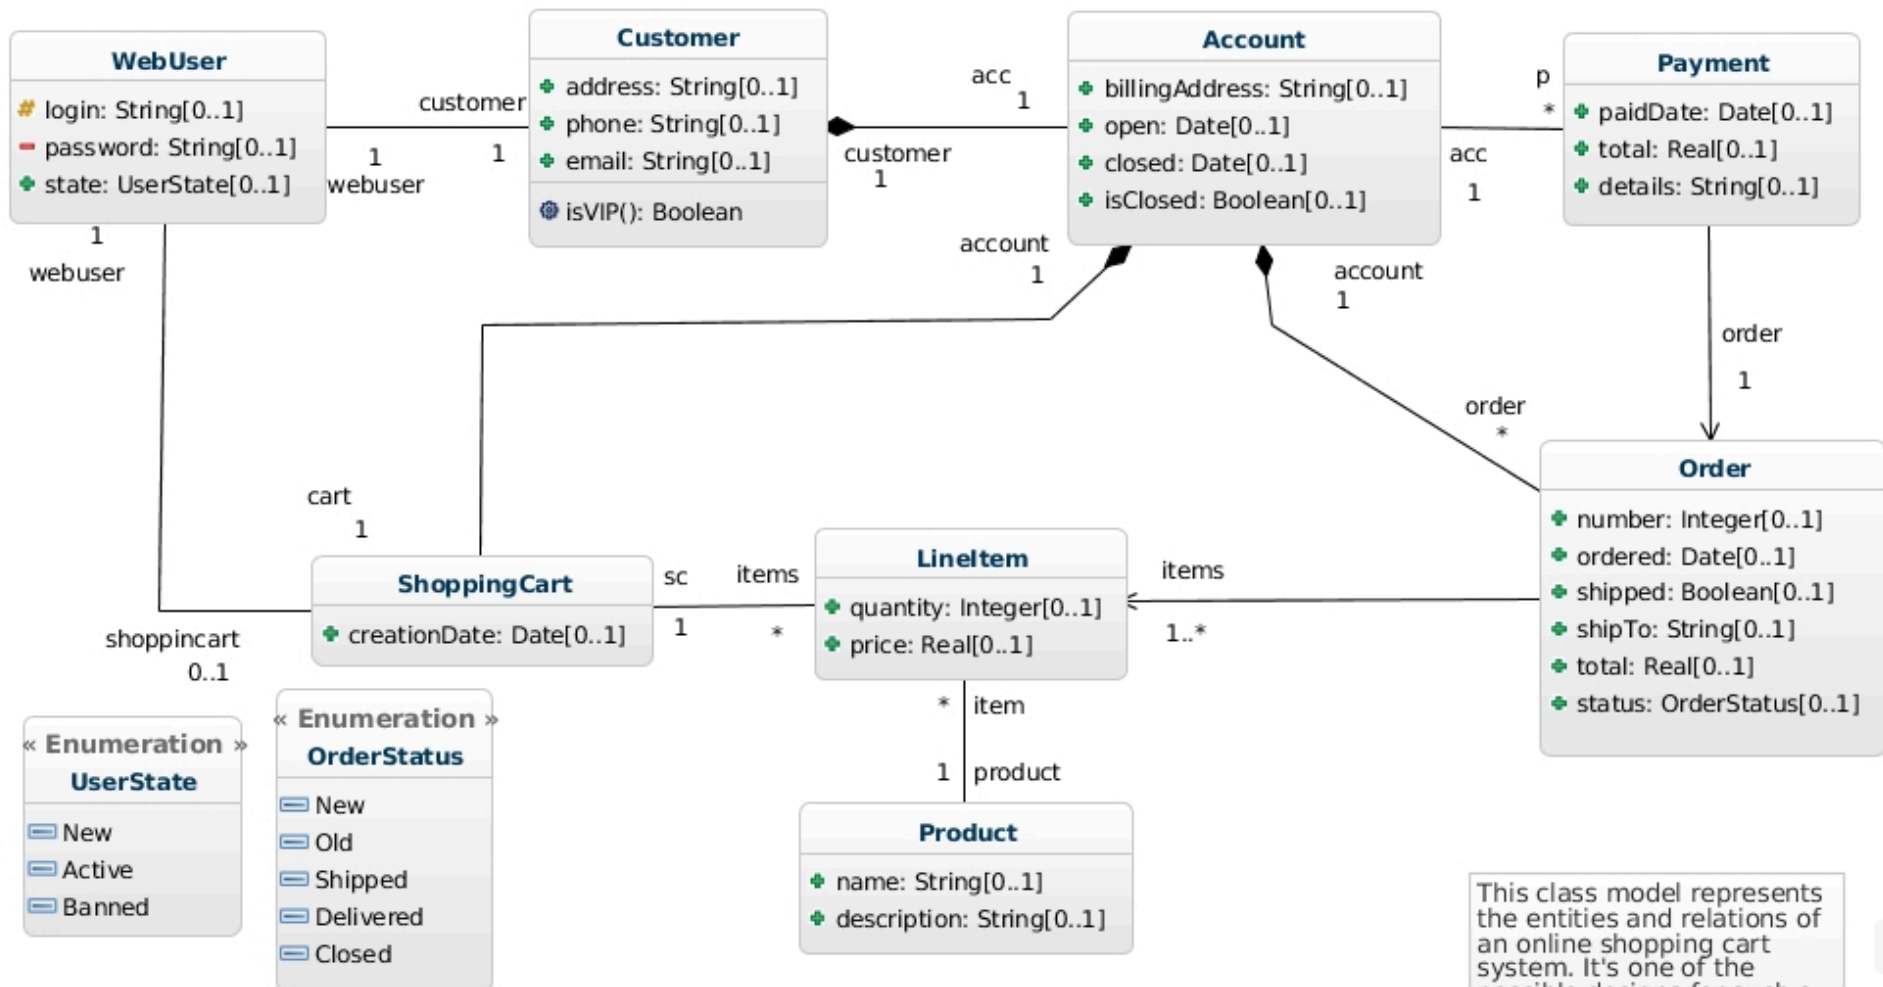 WebUser
login: String[0..1]
password: String[0..1]
state: UserState[0..1]
customer
1
1
webuser
Customer
address: String[0..1]
phone: String[0..1]
email: String[0..1]
isVIP(): Boolean
acc
1
customer
1
Account
billingAddress: String[0..1]
open: Date[0..1]
closed: Date[0..1]
isClosed: Boolean[0..1]
p
*
acc
1
Payment
paidDate: Date[0..1]
total: Real[0..1]
details: String[0..1]
1
webuser
account
1
account
1
order
1
order
*
cart
1
shoppincart
0..1
ShoppingCart
creationDate: Date[0..1]
sc
1
items
*
LineItem
quantity: Integer[0..1]
price: Real[0..1]
items
1..*
Order
number: Integer[0..1]
ordered: Date[0..1]
shipped: Boolean[0..1]
shipTo: String[0..1]
total: Real[0..1]
status: OrderStatus[0..1]
* item
1 product
« Enumeration »
UserState
New
Active
Banned
« Enumeration »
OrderStatus
New
Old
Shipped
Delivered
Closed
Product
name: String[0..1]
description: String[0..1]
This class model represents
the entities and relations of
an online shopping cart
system. It's one of the